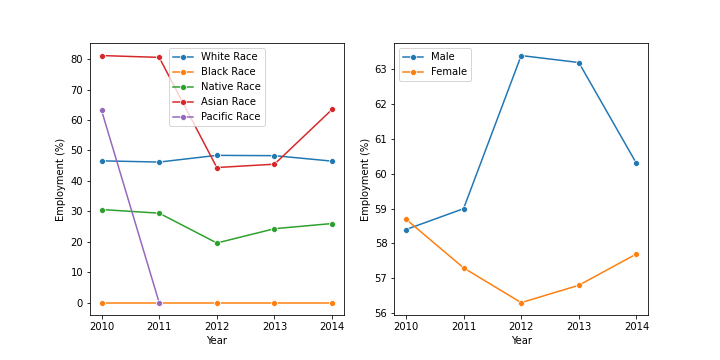 80
70
60
50
40
30
20
10
0
Employment (%)
2010 2011 2012 2013 2014
Year
White Race
Black Race
Native Race
Asian Race
Pacific Race
63
62
61
60
59
58
57
56
Employment (%)
2010 2011 2012 2013 2014
Year
Male
Female